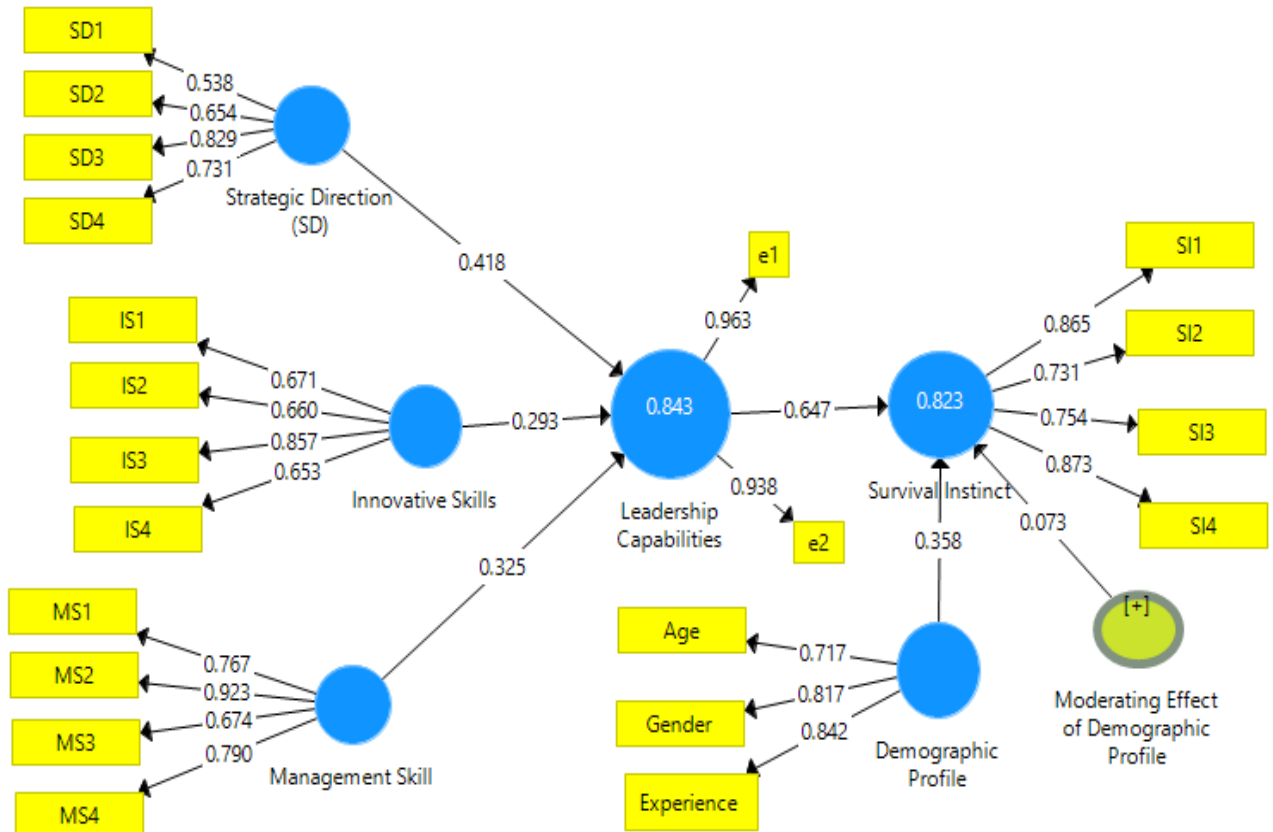 SD1
0.538
SD2
0.654
SD3
0.829
0.731
SD4
Strategic Direction
(SD)
0.418
IS1
0.671
IS2
0.660
0.857
IS3
0.653
IS4
Innovative Skills
0.293
MS1
0.767
MS2
0.923
0.674
MS3
0.790
MS4
Management Skill
0.325
e1
0.963
0.843
0.938
e2
Leadership
Capabilities
0.647
0.823
Survival Instinct
SI1
0.865
SI2
0.731
0.754
SI3
0.873
SI4
0.358
0.073
Age
0.717
0.817
Gender
0.842
Experience
Demographic
Profile
[+]
Moderating Effect
of Demographic
Profile